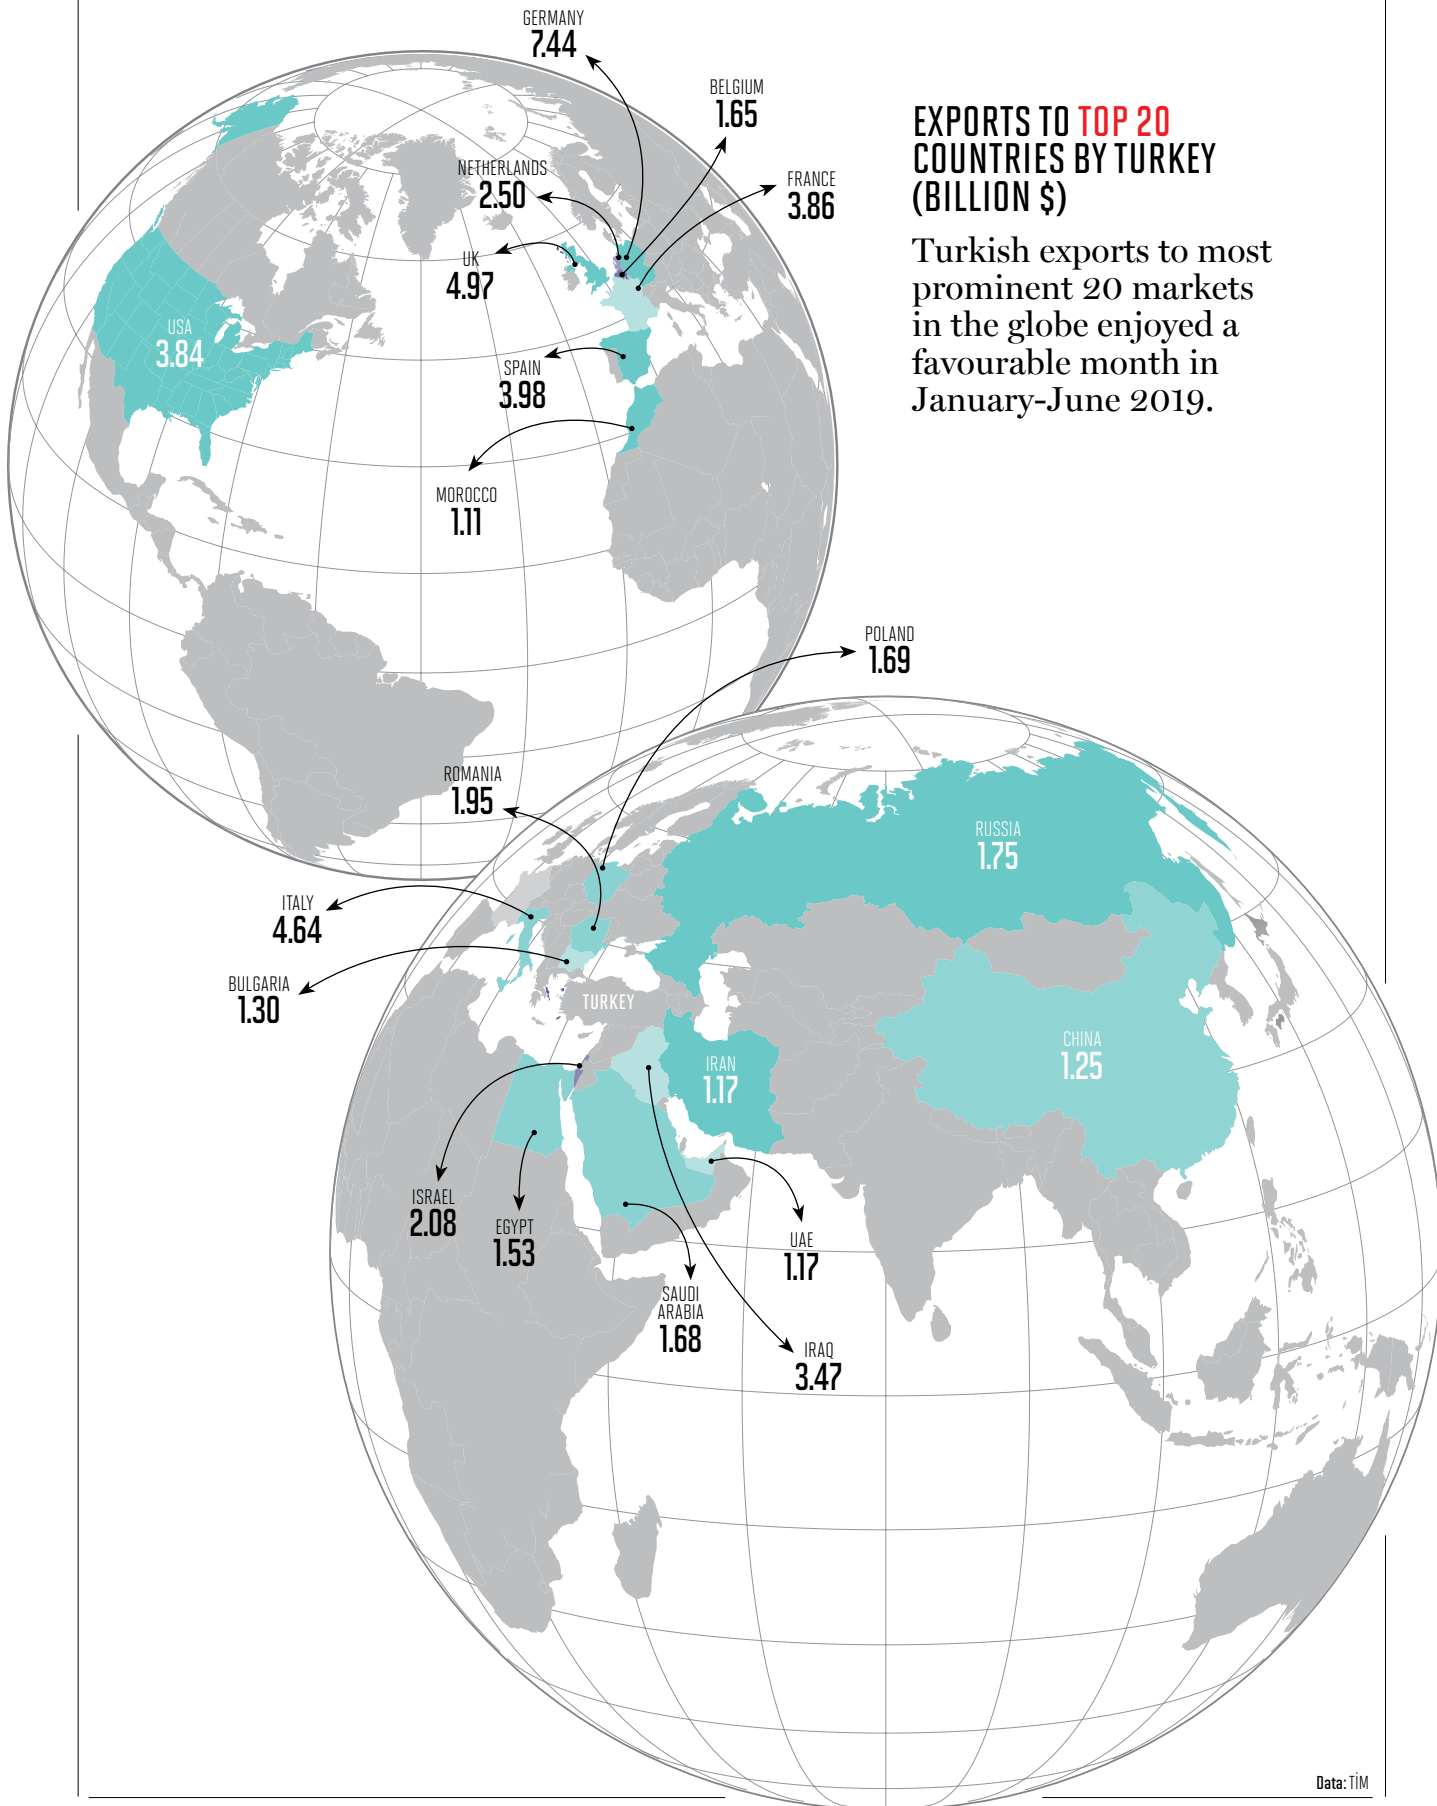 GERMANY
7.44
BELGIUM
1.65
NETHERLANDS
2.50
FRANCE
3.86
UK
4.97
USA
3.84
SPAIN
3.98
MOROCCO
1.11
EXPORTS TO TOP 20
COUNTRIES BY TURKEY
(BILLION $)
Turkish exports to most
prominent 20 markets
in the globe enjoyed a
favourable month in
January-June 2019.
POLAND
1.69
ROMANIA
1.95
RUSSIA
1.75
ITALY
4.64
BULGARIA
1.30
TURKEY
IRAN
1.17
CHINA
1.25
ISRAEL
2.08
EGYPT
1.53
UAE
1.17
SAUDI
ARABIA
1.68
IRAQ
3.47
Data: TİM